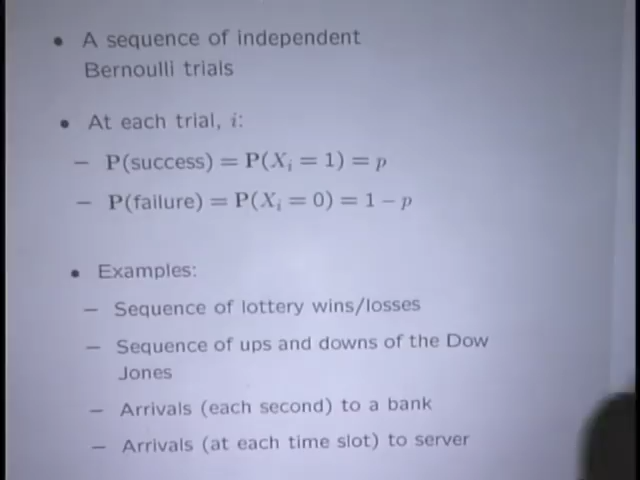 • A sequence of independent
Bernoulli trials
• At each trial, i:
– P(success) = P(Xᵢ = 1) = p
– P(failure) = P(Xᵢ = 0) = 1 − p
• Examples:
– Sequence of lottery wins/losses
– Sequence of ups and downs of the Dow
Jones
– Arrivals (each second) to a bank
– Arrivals (at each time slot) to server